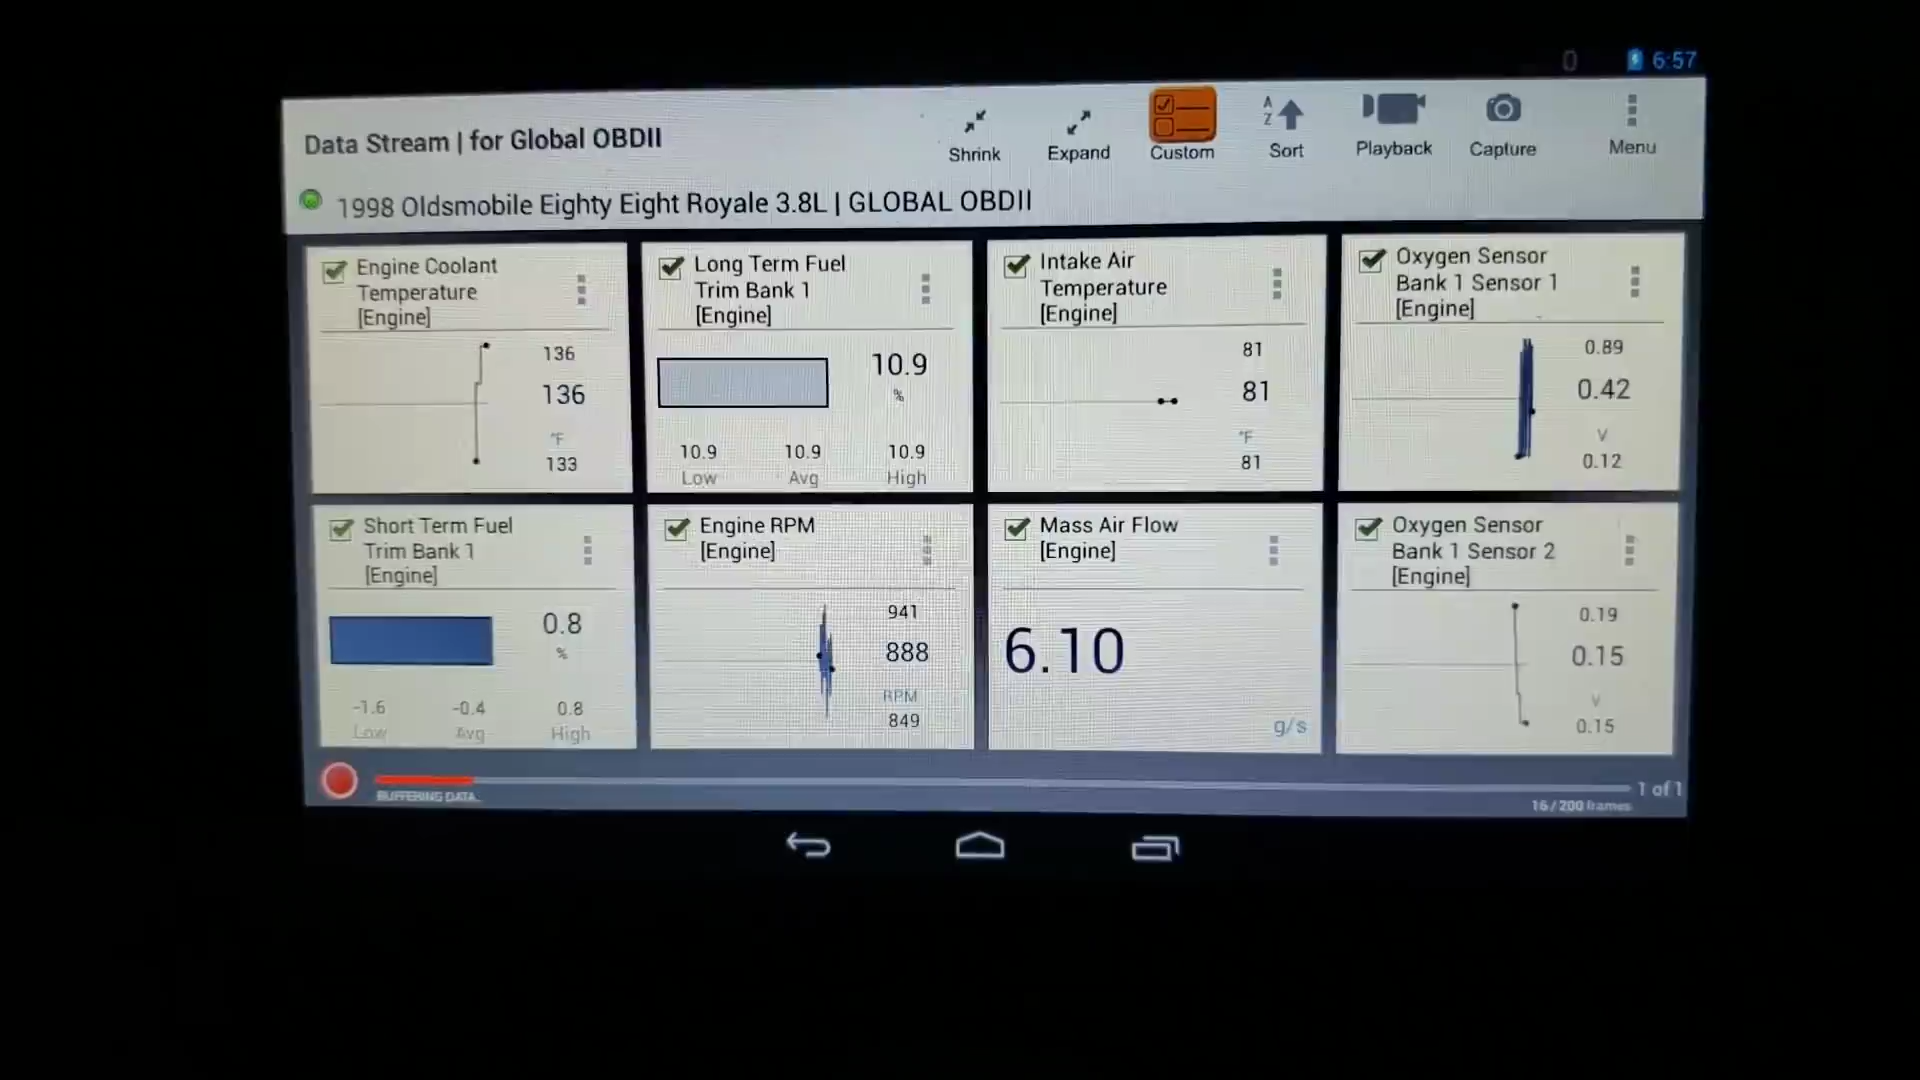 0 6:57
Data Stream | for Global OBDII
Shrink Expand Custom A Z Sort Playback Capture Menu
1998 Oldsmobile Eighty Eight Royale 3.8L | GLOBAL OBDII
Engine Coolant
Temperature
[Engine]
136
136
°F
133
Long Term Fuel
Trim Bank 1
[Engine]
10.9
%
10.9 10.9 10.9
Low Avg High
Intake Air
Temperature
[Engine]
81
81
°F
81
Oxygen Sensor
Bank 1 Sensor 1
[Engine]
0.89
0.42
V
0.12
Short Term Fuel
Trim Bank 1
[Engine]
0.8
%
-1.6 -0.4 0.8
Low Avg High
Engine RPM
[Engine]
941
888
RPM
849
Mass Air Flow
[Engine]
6.10
g/s
Oxygen Sensor
Bank 1 Sensor 2
[Engine]
0.19
0.15
V
0.15
BUFFERING DATA...
1 of 1
16 / 200 frames